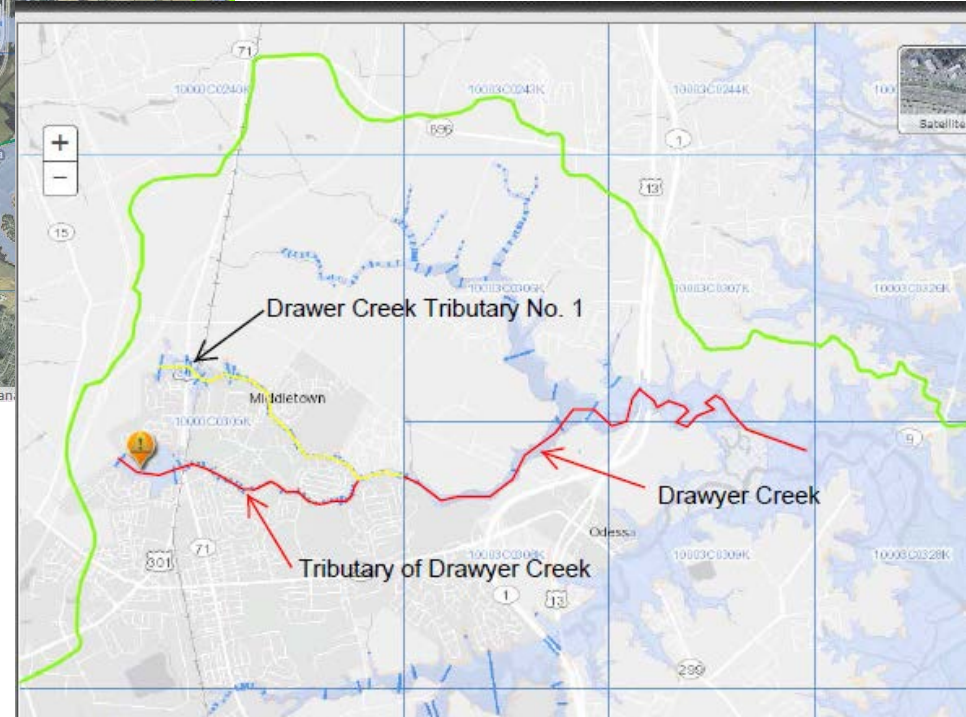 71
10003C0240K
10003C0243K
10003C0244K
Satellite
+
−
896
1
13
15
10003C0306K
10003C0307K
10003C0326K
Drawer Creek Tributary No. 1
Middletown
10003C0305K
9
Drawyer Creek
Odessa
301
71
10003C0308K
10003C0309K
10003C0328K
Tributary of Drawyer Creek
1
13
299